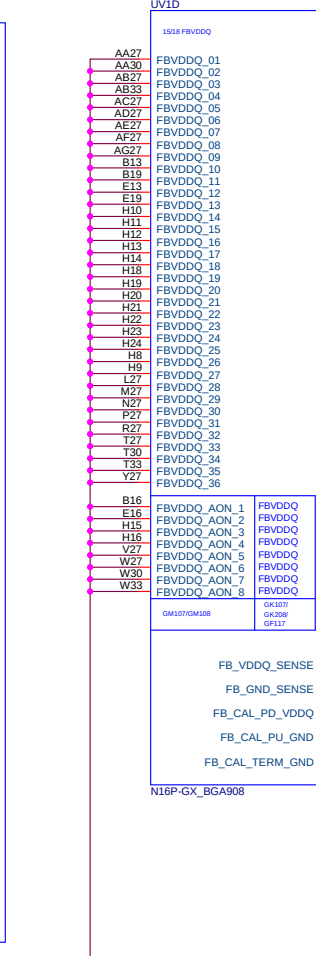 UV1D
15/18 FBVDDQ
AA27 FBVDDQ_01
AA30 FBVDDQ_02
AB27 FBVDDQ_03
AB33 FBVDDQ_04
AC27 FBVDDQ_05
AD27 FBVDDQ_06
AE27 FBVDDQ_07
AF27 FBVDDQ_08
AG27 FBVDDQ_09
B13 FBVDDQ_10
B19 FBVDDQ_11
E13 FBVDDQ_12
E19 FBVDDQ_13
H10 FBVDDQ_14
H11 FBVDDQ_15
H12 FBVDDQ_16
H13 FBVDDQ_17
H14 FBVDDQ_18
H18 FBVDDQ_19
H19 FBVDDQ_20
H20 FBVDDQ_21
H21 FBVDDQ_22
H22 FBVDDQ_23
H23 FBVDDQ_24
H24 FBVDDQ_25
H8 FBVDDQ_26
H9 FBVDDQ_27
L27 FBVDDQ_28
M27 FBVDDQ_29
N27 FBVDDQ_30
P27 FBVDDQ_31
R27 FBVDDQ_32
T27 FBVDDQ_33
T30 FBVDDQ_34
T33 FBVDDQ_35
Y27 FBVDDQ_36
B16 FBVDDQ_AON_1 FBVDDQ
E16 FBVDDQ_AON_2 FBVDDQ
H15 FBVDDQ_AON_3 FBVDDQ
H16 FBVDDQ_AON_4 FBVDDQ
V27 FBVDDQ_AON_5 FBVDDQ
W27 FBVDDQ_AON_6 FBVDDQ
W30 FBVDDQ_AON_7 FBVDDQ
W33 FBVDDQ_AON_8 FBVDDQ
GM107/GM108
GK107/
GK208/
GF117
FB_VDDQ_SENSE
FB_GND_SENSE
FB_CAL_PD_VDDQ
FB_CAL_PU_GND
FB_CAL_TERM_GND
N16P-GX_BGA908